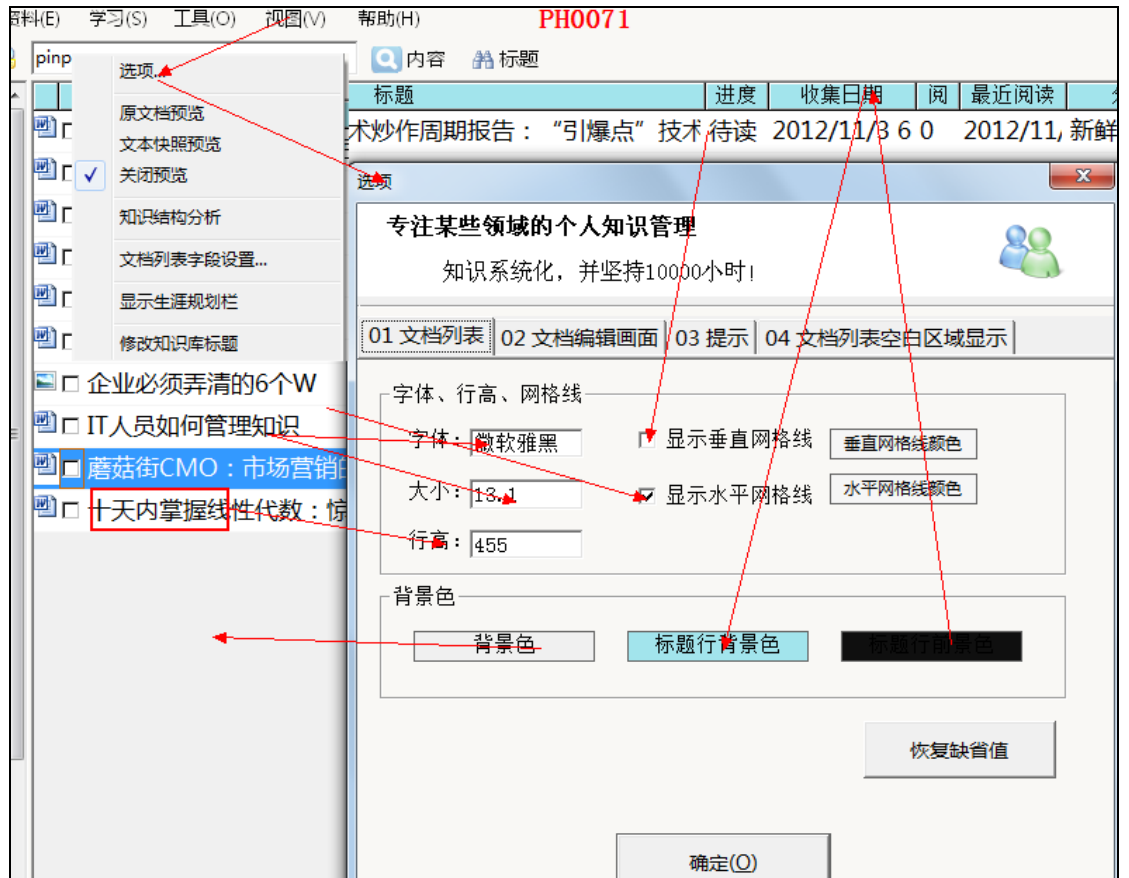 资料(E) 学习(S) 工具(O) 视图(V) 帮助(H) PH0071
pinp 内容 标题
选项...
原文档预览
文本快照预览
关闭预览
知识结构分析
文档列表字段设置...
显示生涯规划栏
修改知识库标题
标题 进度 收集日期 阅 最近阅读
术炒作周期报告：“引爆点”技术 待读 2012/11/3 6 0 2012/11/ 新鲜
企业必须弄清的6个W
IT人员如何管理知识
蘑菇街CMO：市场营销的
十天内掌握线性代数：惊
选项
专注某些领域的个人知识管理
知识系统化，并坚持10000小时!
01 文档列表 02 文档编辑画面 03 提示 04 文档列表空白区域显示
字体、行高、网格线
字体: 微软雅黑 显示垂直网格线 垂直网格线颜色
大小: 13.1 显示水平网格线 水平网格线颜色
行高: 455
背景色
背景色 标题行背景色 标题行前景色
恢复缺省值
确定(O)